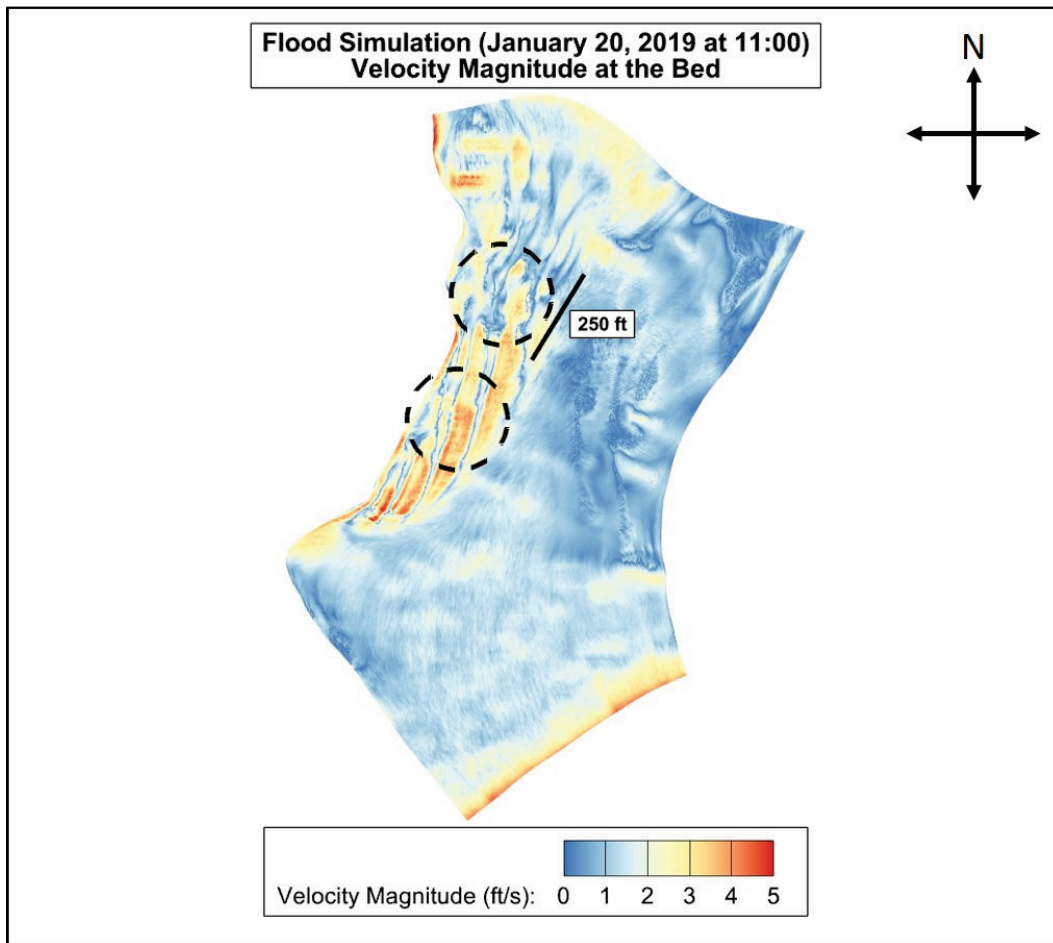 Flood Simulation (January 20, 2019 at 11:00)
Velocity Magnitude at the Bed
N
250 ft
Velocity Magnitude (ft/s): 0 1 2 3 4 5